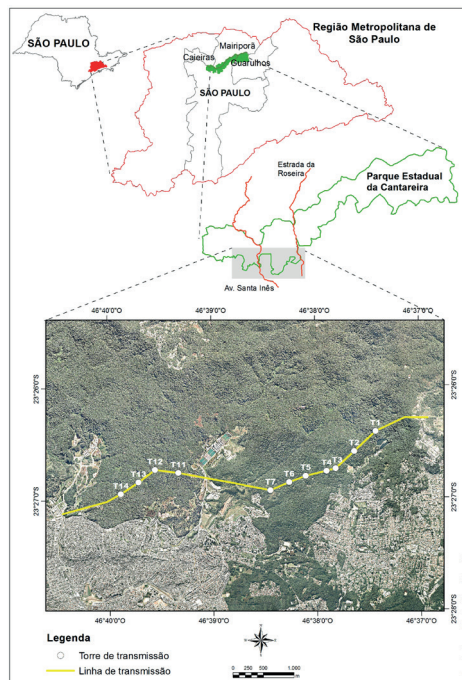 Região Metropolitana de
São Paulo
SÃO PAULO
Mairiporã
Caieiras
Guarulhos
SÃO PAULO
Estrada da
Roseira
Parque Estadual
da Cantareira
Av. Santa Inês
46°40'0"W 46°39'0"W 46°38'0"W 46°37'0"W
23°26'0"S 23°26'0"S
T1
T2
T3
T4
T5
T6
T7
T11
T12
T13
T14
23°27'0"S 23°27'0"S
23°28'0"S
46°40'0"W 46°39'0"W 46°38'0"W 46°37'0"W
Legenda
Torre de transmissão
Linha de transmissão
0 250 500 1.000
m